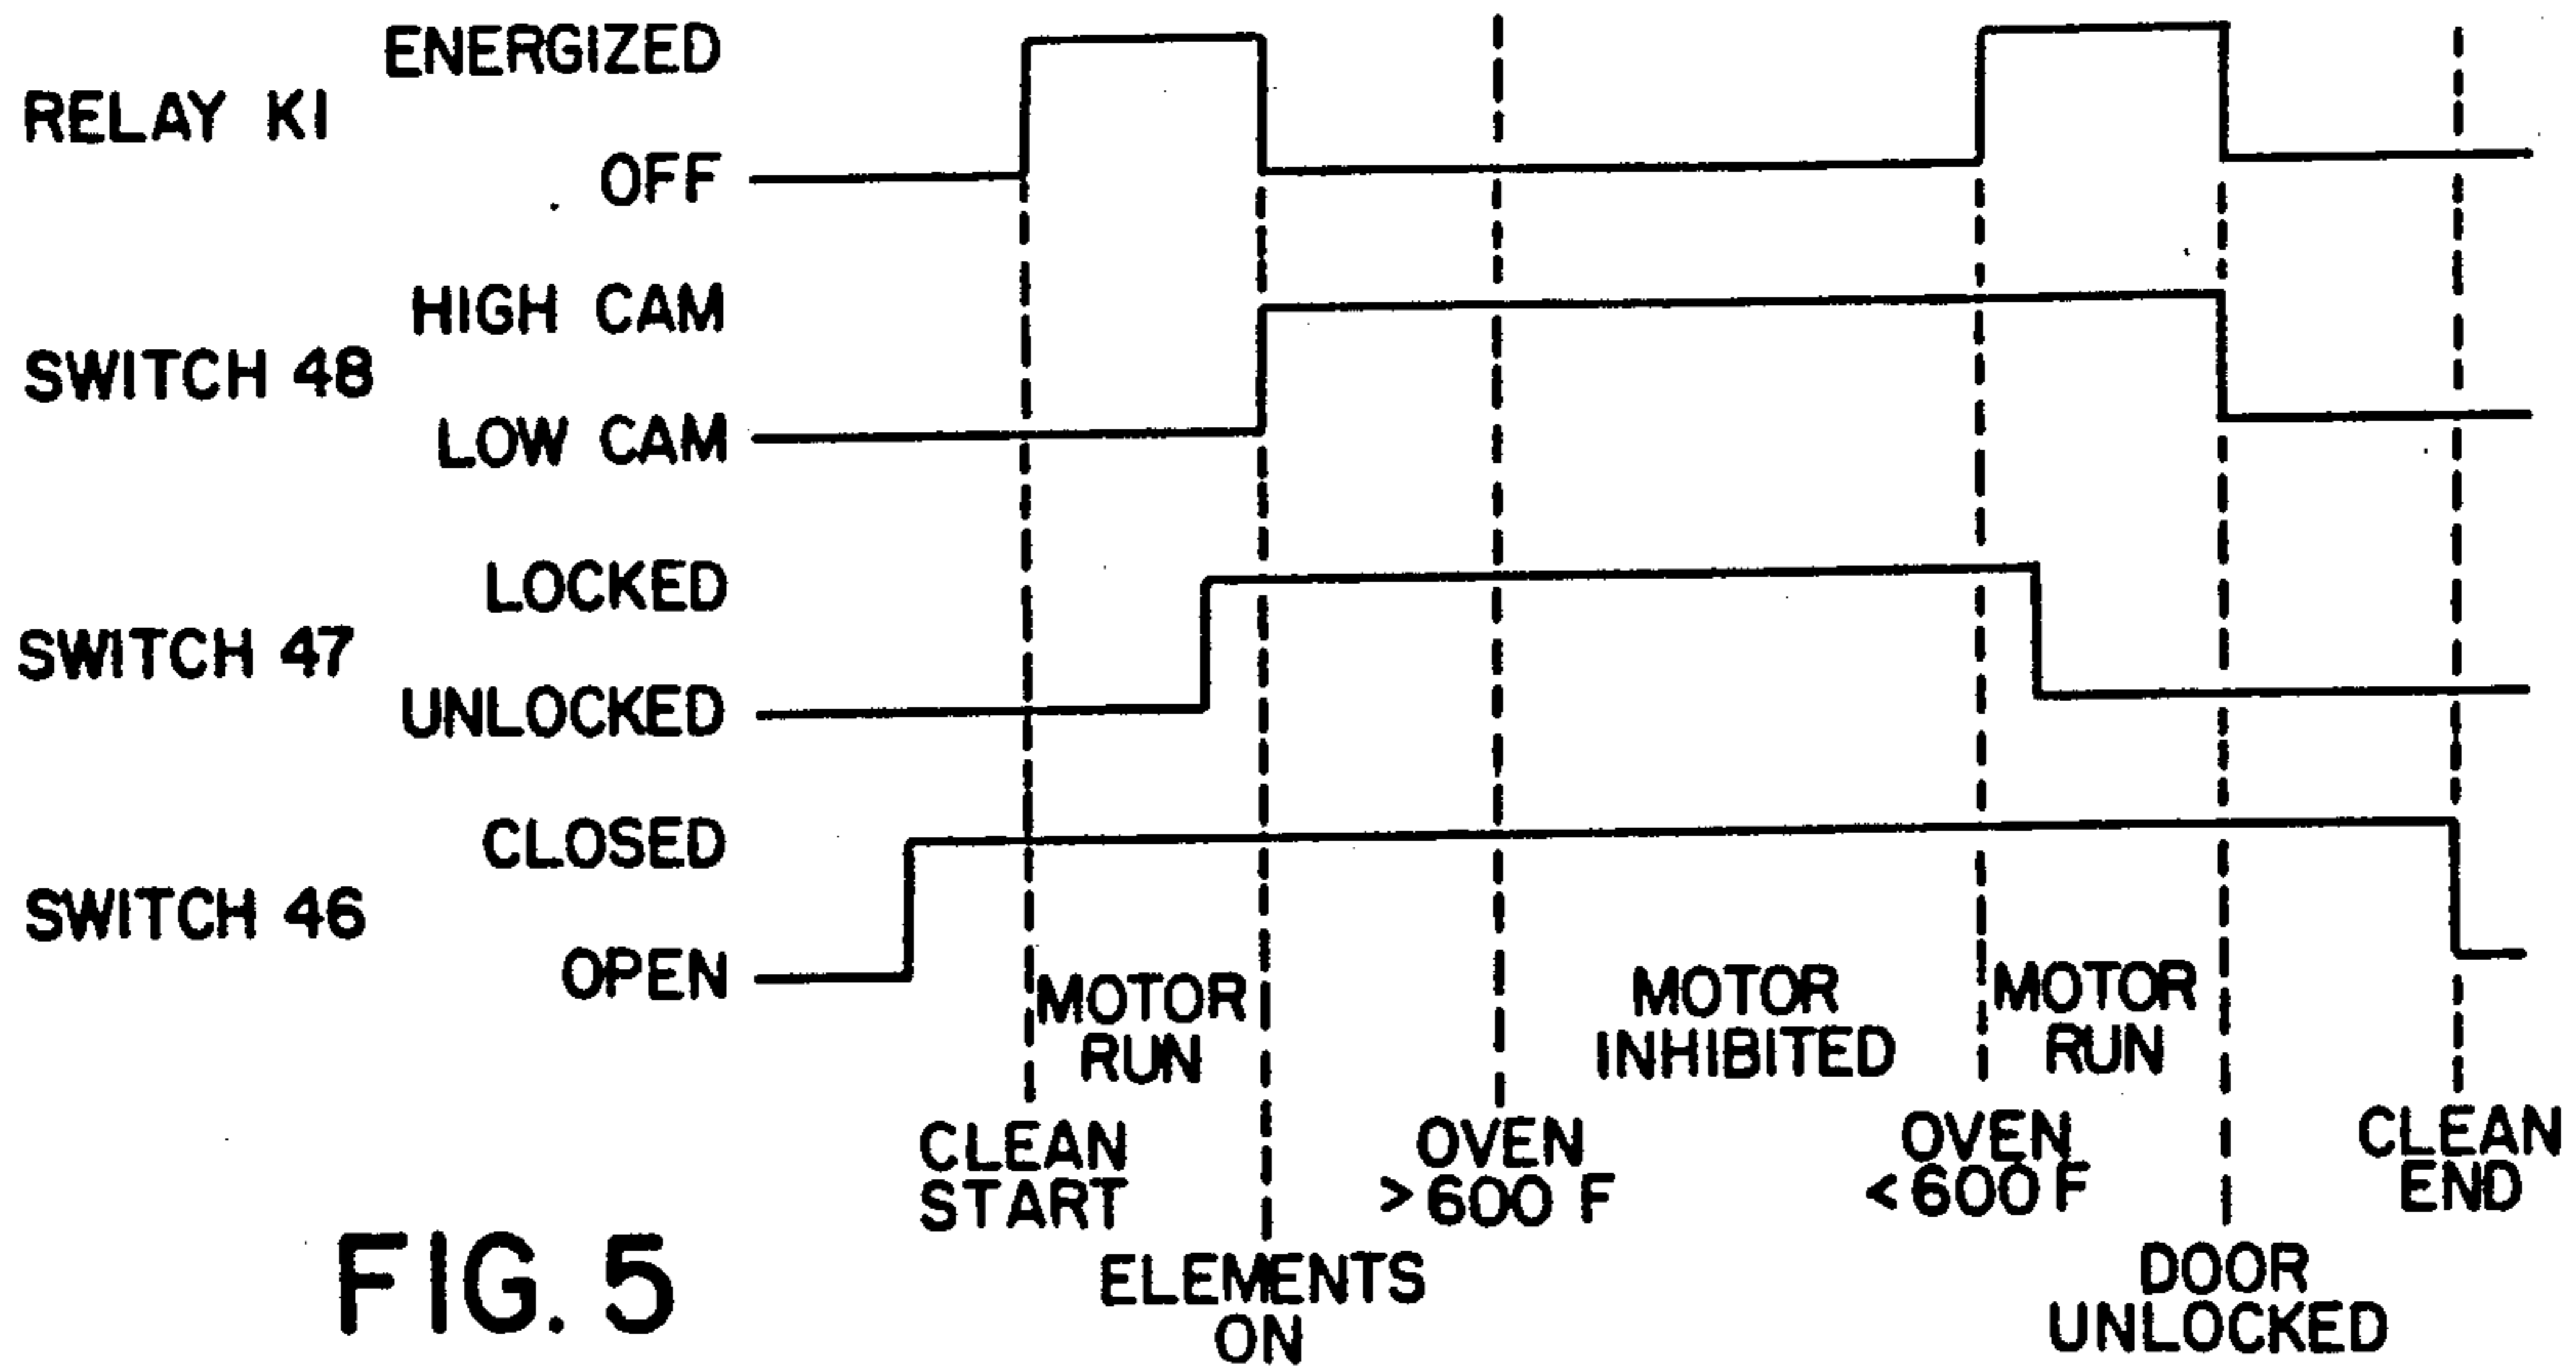 ENERGIZED
RELAY K1
OFF
HIGH CAM
SWITCH 48
LOW CAM
LOCKED
SWITCH 47
UNLOCKED
CLOSED
SWITCH 46
OPEN
MOTOR
RUN
MOTOR
INHIBITED
MOTOR
RUN
CLEAN
START
OVEN
>600 F
OVEN
<600 F
CLEAN
END
ELEMENTS
ON
DOOR
UNLOCKED
FIG. 5